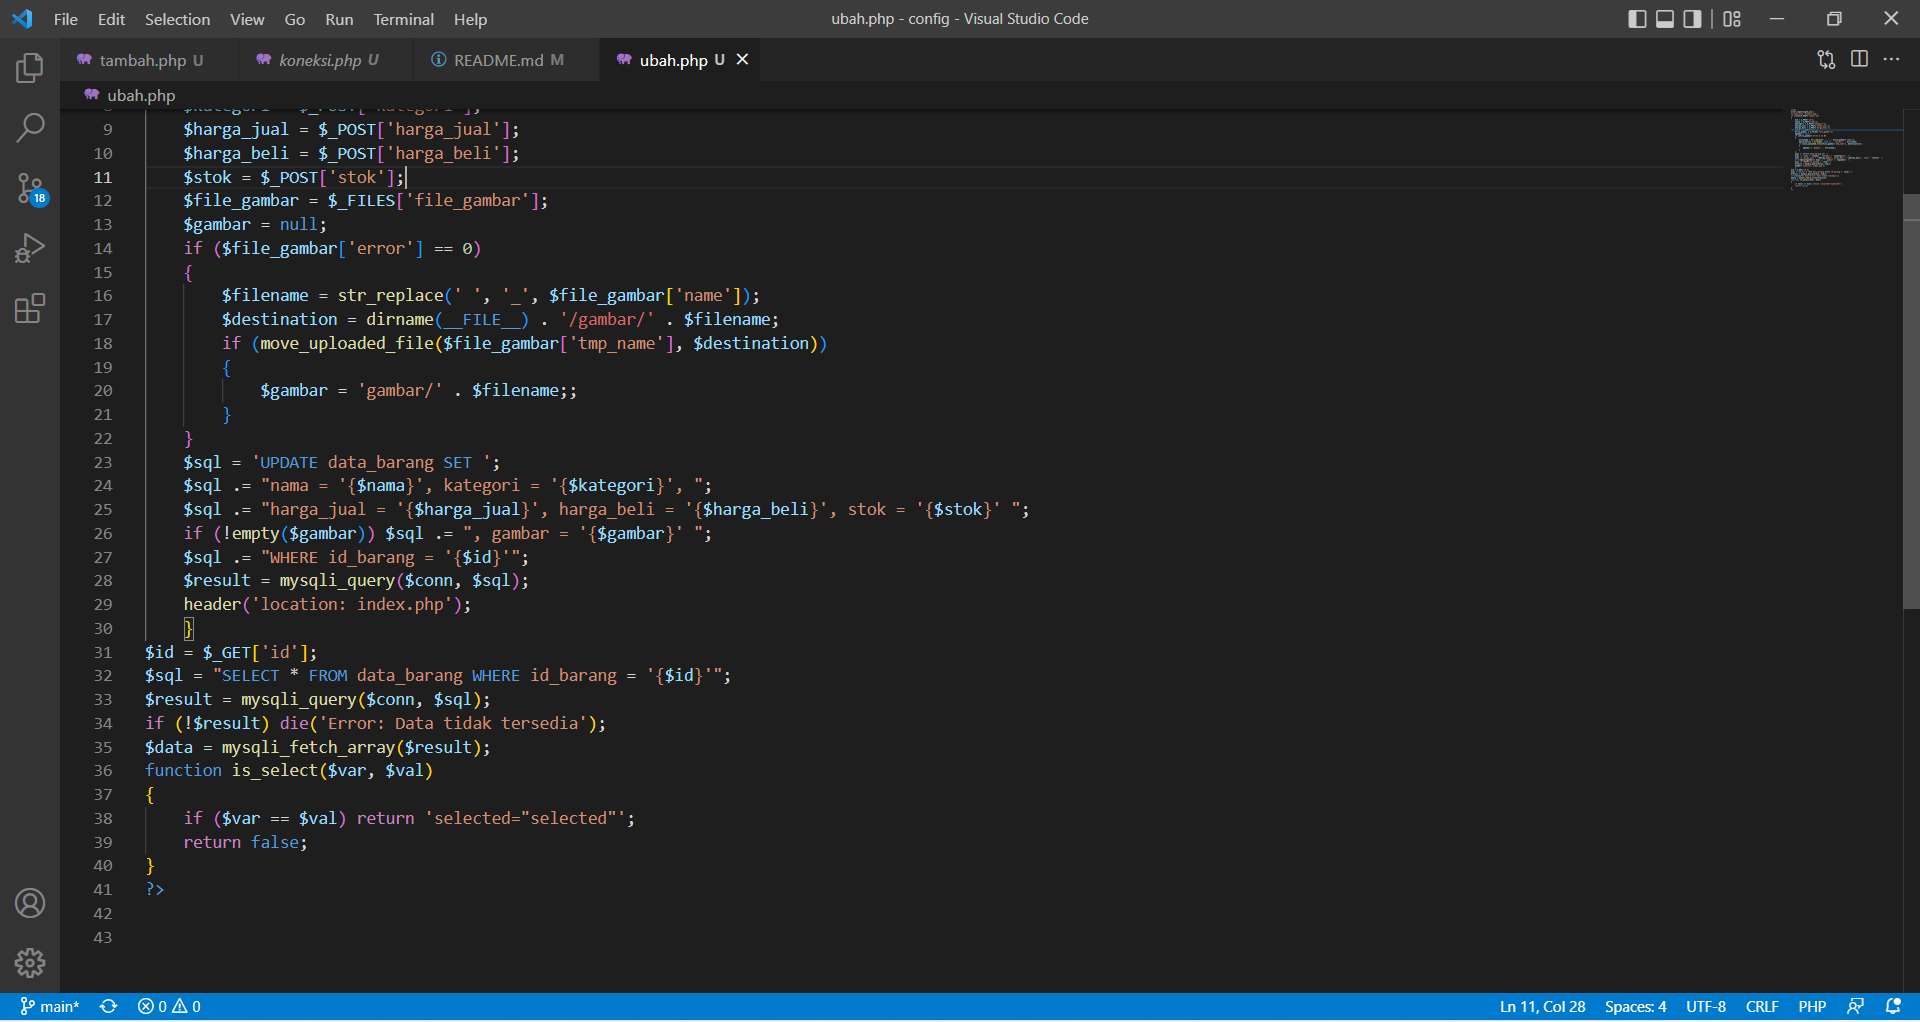 File Edit Selection View Go Run Terminal Help
ubah.php - config - Visual Studio Code
tambah.php U
koneksi.php U
README.md M
ubah.php U
ubah.php
18
9 $harga_jual = $_POST['harga_jual'];
10 $harga_beli = $_POST['harga_beli'];
11 $stok = $_POST['stok'];
12 $file_gambar = $_FILES['file_gambar'];
13 $gambar = null;
14 if ($file_gambar['error'] == 0)
15 {
16 $filename = str_replace(' ', '_', $file_gambar['name']);
17 $destination = dirname(__FILE__) . '/gambar/' . $filename;
18 if (move_uploaded_file($file_gambar['tmp_name'], $destination))
19 {
20 $gambar = 'gambar/' . $filename;;
21 }
22 }
23 $sql = 'UPDATE data_barang SET ';
24 $sql .= "nama = '{$nama}', kategori = '{$kategori}', ";
25 $sql .= "harga_jual = '{$harga_jual}', harga_beli = '{$harga_beli}', stok = '{$stok}' ";
26 if (!empty($gambar)) $sql .= ", gambar = '{$gambar}' ";
27 $sql .= "WHERE id_barang = '{$id}'";
28 $result = mysqli_query($conn, $sql);
29 header('location: index.php');
30 }
31 $id = $_GET['id'];
32 $sql = "SELECT * FROM data_barang WHERE id_barang = '{$id}'";
33 $result = mysqli_query($conn, $sql);
34 if (!$result) die('Error: Data tidak tersedia');
35 $data = mysqli_fetch_array($result);
36 function is_select($var, $val)
37 {
38 if ($var == $val) return 'selected="selected"';
39 return false;
40 }
41 ?>
42
43
main* 0 0 Ln 11, Col 28 Spaces: 4 UTF-8 CRLF PHP